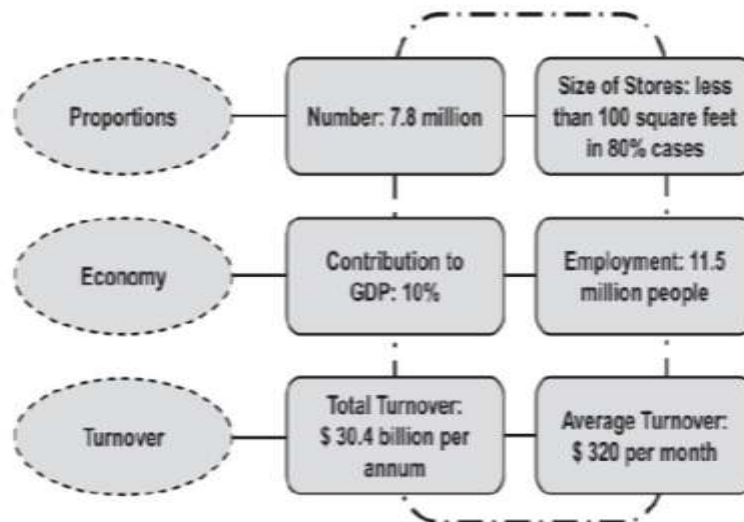 Proportions
Number: 7.8 million
Size of Stores: less
than 100 square feet
in 80% cases
Economy
Contribution to
GDP: 10%
Employment: 11.5
million people
Turnover
Total Turnover:
$ 30.4 billion per
annum
Average Turnover:
$ 320 per month